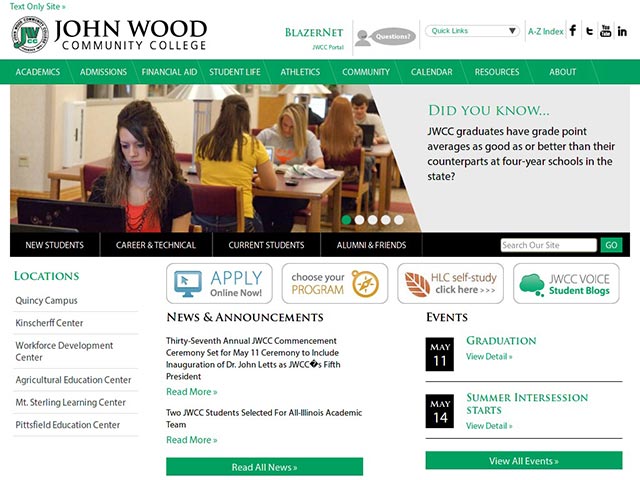 Text Only Site »
JOHN WOOD
COMMUNITY COLLEGE
BLAZERNET
JWCC Portal
Questions?
Quick Links
A-Z Index
ACADEMICS ADMISSIONS FINANCIAL AID STUDENT LIFE ATHLETICS COMMUNITY CALENDAR RESOURCES ABOUT
DID YOU KNOW...
JWCC graduates have grade point
averages as good as or better than their
counterparts at four-year schools in the
state?
NEW STUDENTS CAREER & TECHNICAL CURRENT STUDENTS ALUMNI & FRIENDS Search Our Site GO
LOCATIONS
Quincy Campus
Kinscherff Center
Workforce Development
Center
Agricultural Education Center
Mt. Sterling Learning Center
Pittsfield Education Center
APPLY
Online Now!
choose your
PROGRAM
HLC self-study
click here >>>
JWCC VOICE
Student Blogs
NEWS & ANNOUNCEMENTS
Thirty-Seventh Annual JWCC Commencement
Ceremony Set for May 11 Ceremony to Include
Inauguration of Dr. John Letts as JWCC�s Fifth
President
Read More »
Two JWCC Students Selected For All-Illinois Academic
Team
Read More »
Read All News »
EVENTS
MAY
11
GRADUATION
View Detail »
MAY
14
SUMMER INTERSESSION
STARTS
View Detail »
View All Events »